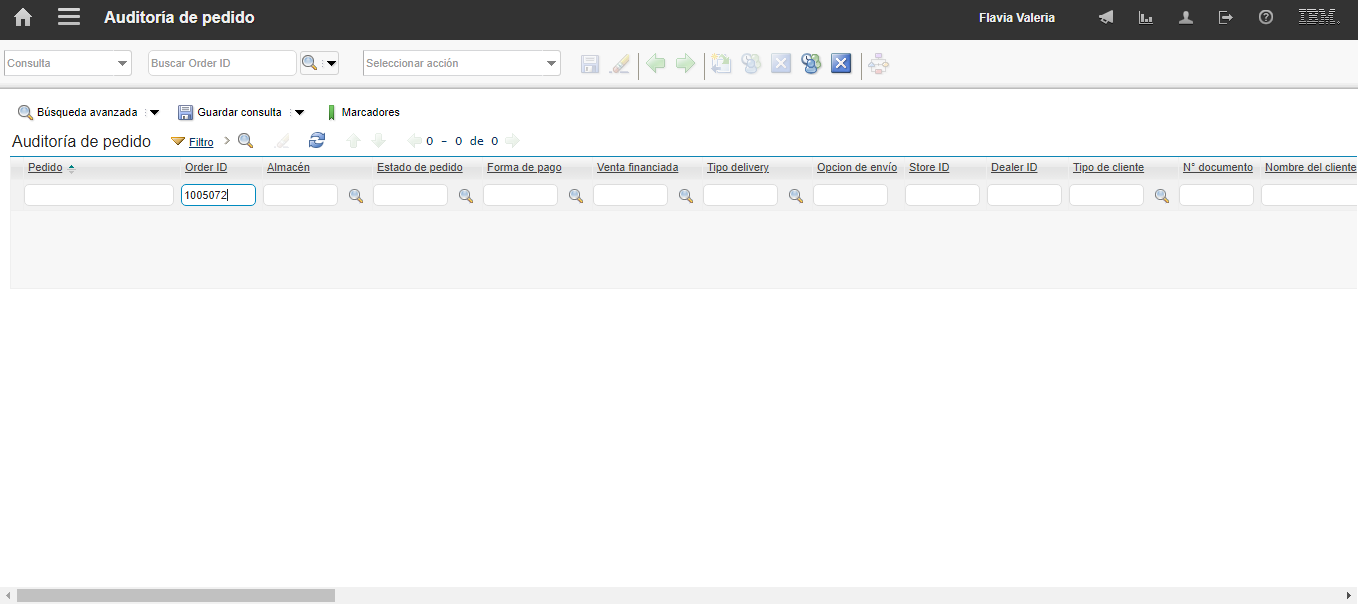 Auditoría de pedido Flavia Valeria IBM.
Consulta Buscar Order ID Seleccionar acción
Búsqueda avanzada Guardar consulta Marcadores
Auditoría de pedido Filtro 0 - 0 de 0
Pedido Order ID Almacén Estado de pedido Forma de pago Venta financiada Tipo delivery Opcion de envío Store ID Dealer ID Tipo de cliente N° documento Nombre del cliente
1005072